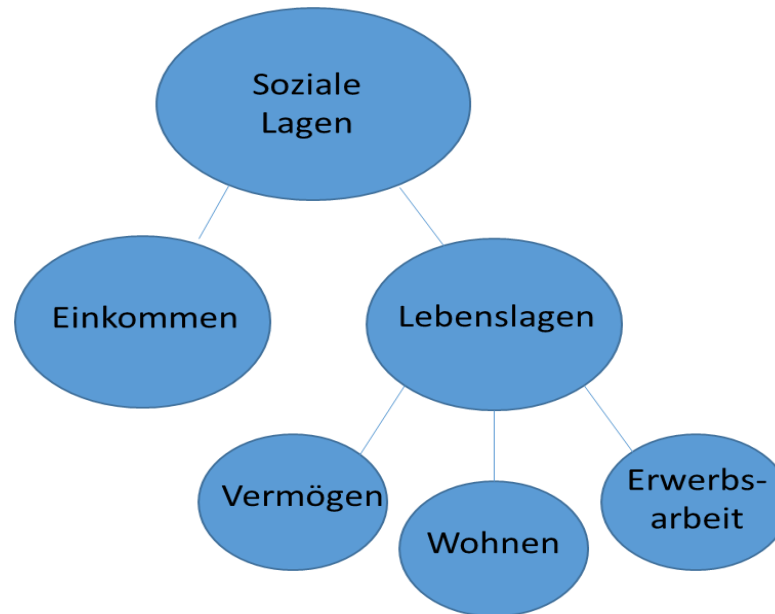 Soziale
Lagen
Einkommen
Lebenslagen
Vermögen
Wohnen
Erwerbs-
arbeit